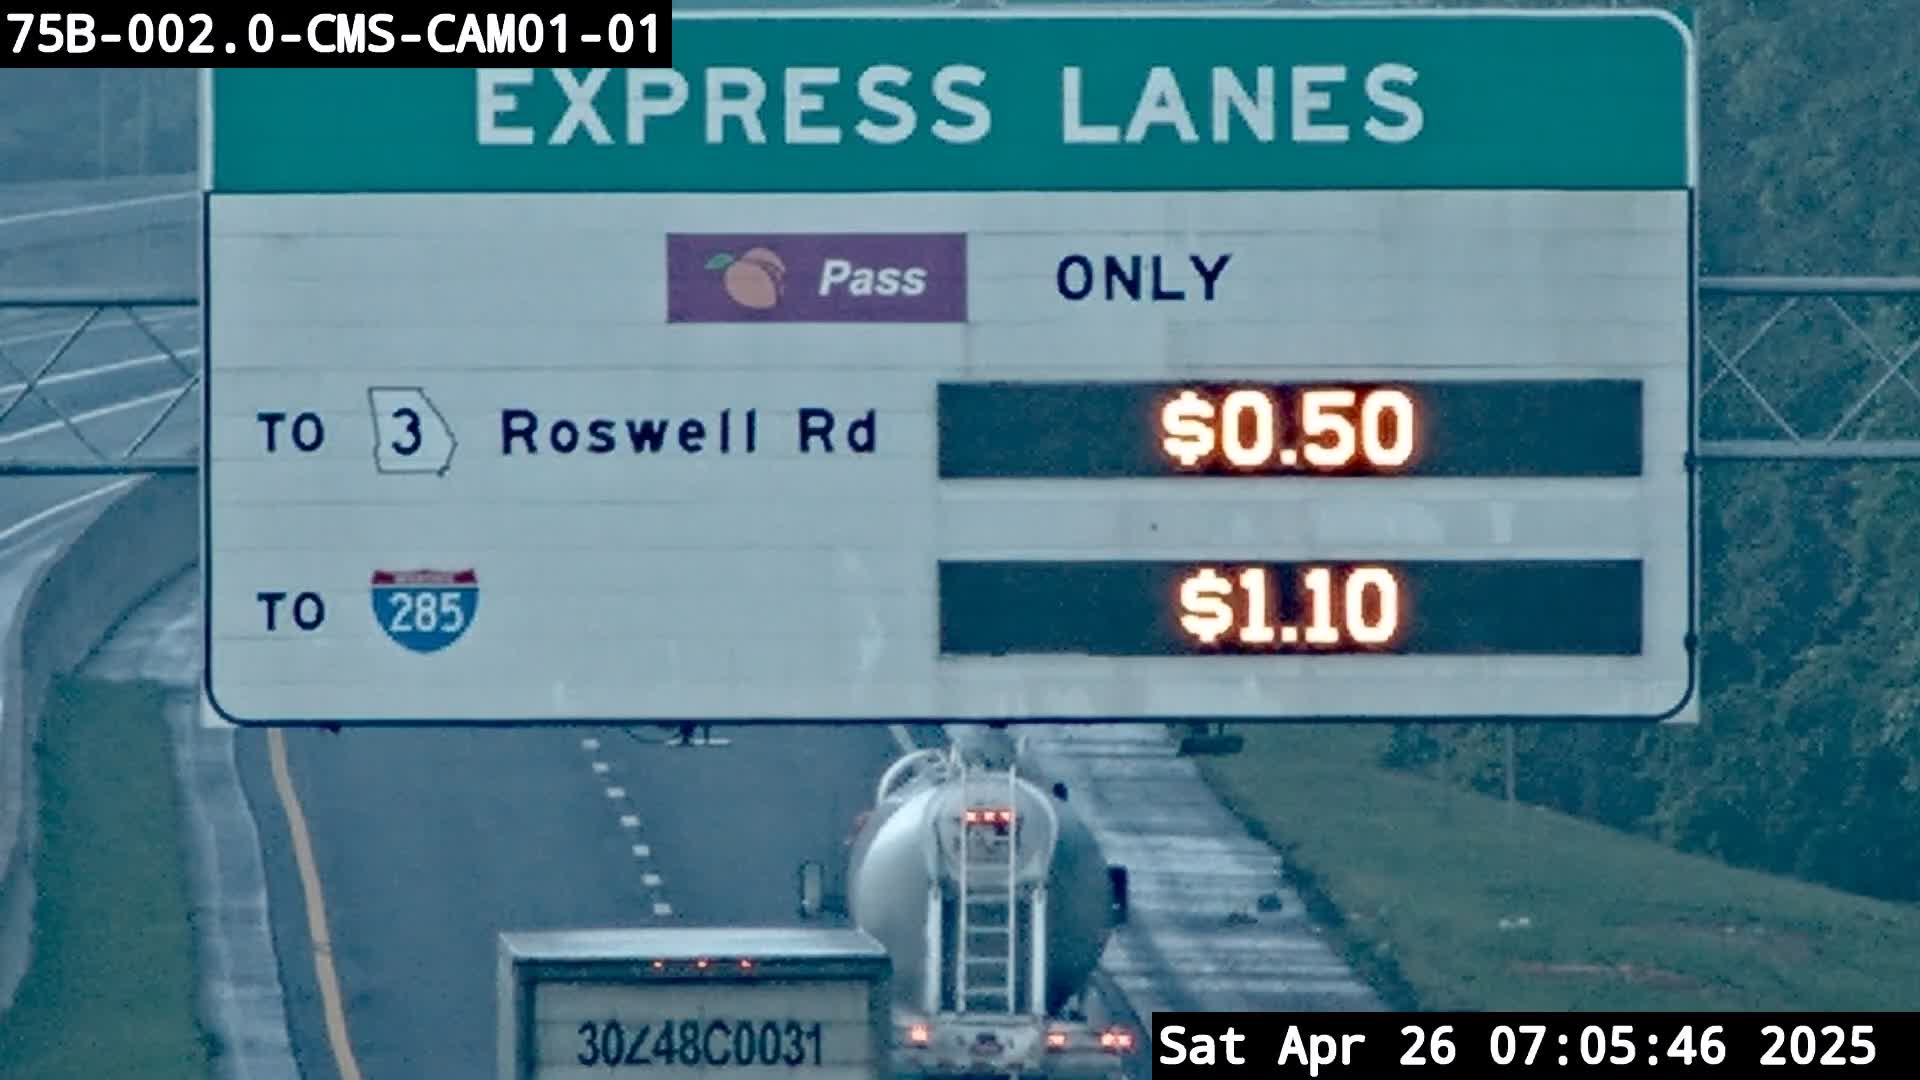 75B-002.0-CMS-CAM01-01
EXPRESS LANES
Pass ONLY
TO 3 Roswell Rd $0.50
TO 285 $1.10
30Z48C0031
Sat Apr 26 07:05:46 2025